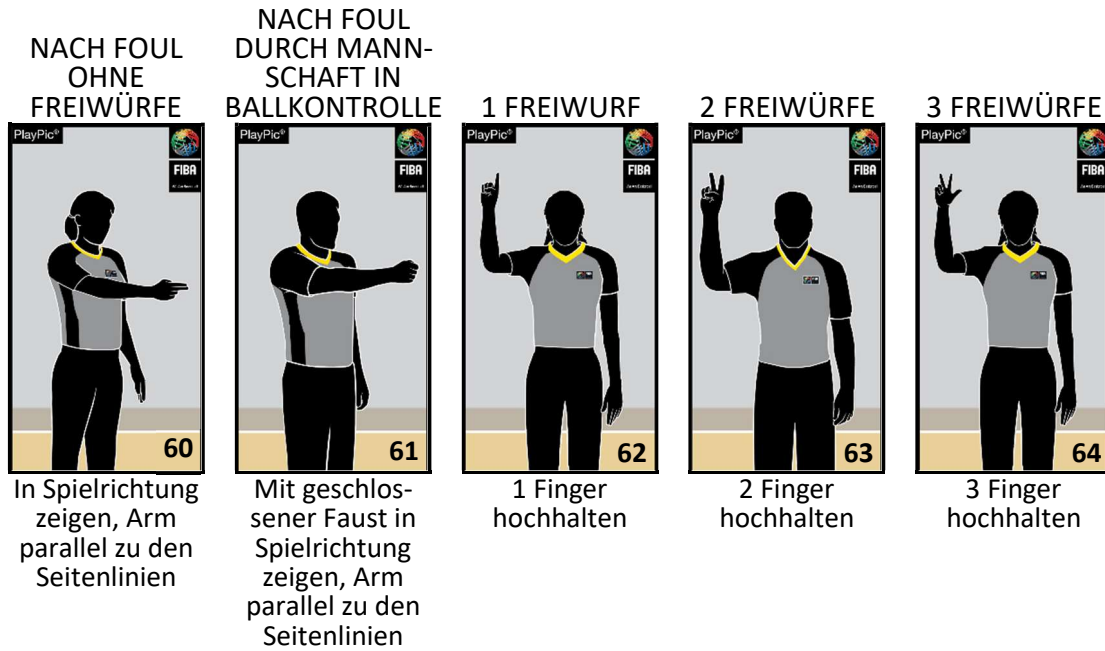 NACH FOUL
OHNE
FREIWÜRFE
NACH FOUL
DURCH MANN-
SCHAFT IN
BALLKONTROLLE
1 FREIWURF
2 FREIWÜRFE
3 FREIWÜRFE
PlayPic®
FIBA
60
PlayPic®
FIBA
61
PlayPic®
FIBA
62
PlayPic®
FIBA
63
PlayPic®
FIBA
64
In Spielrichtung
zeigen, Arm
parallel zu den
Seitenlinien
Mit geschlos-
sener Faust in
Spielrichtung
zeigen, Arm
parallel zu den
Seitenlinien
1 Finger
hochhalten
2 Finger
hochhalten
3 Finger
hochhalten